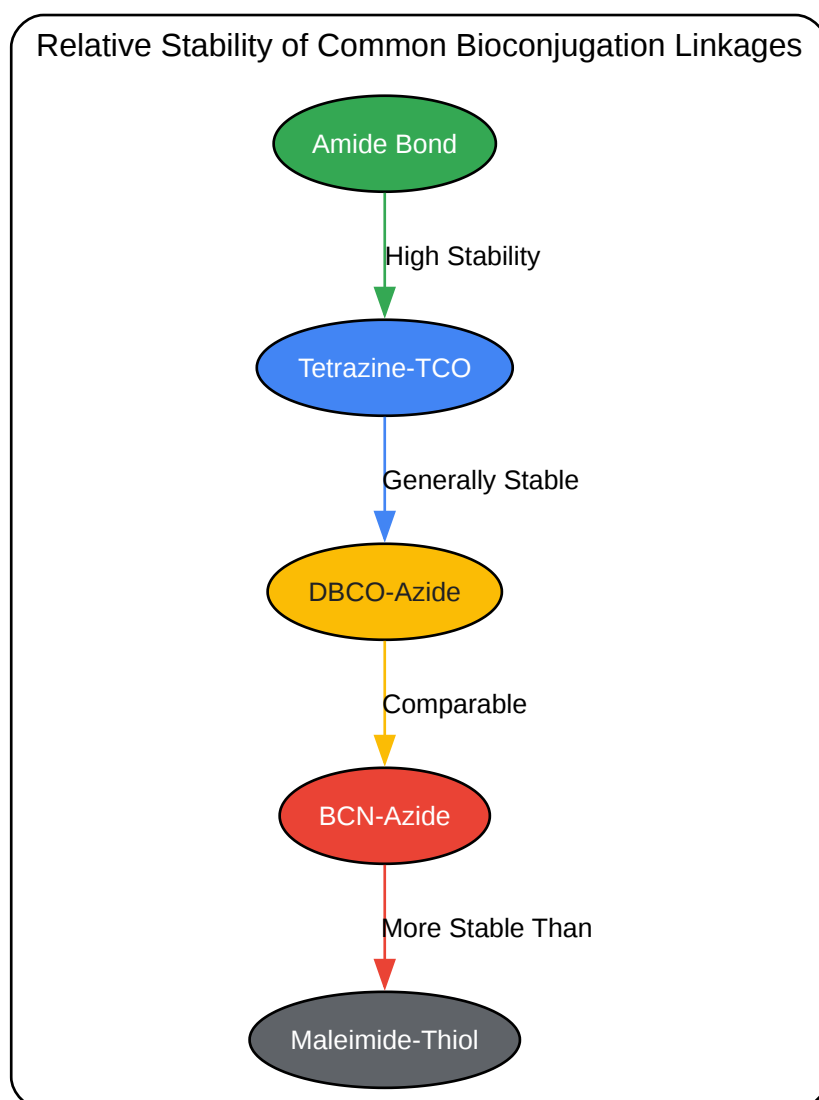 Relative Stability of Common Bioconjugation Linkages
Amide Bond
High Stability
Tetrazine-TCO
Generally Stable
DBCO-Azide
Comparable
BCN-Azide
More Stable Than
Maleimide-Thiol